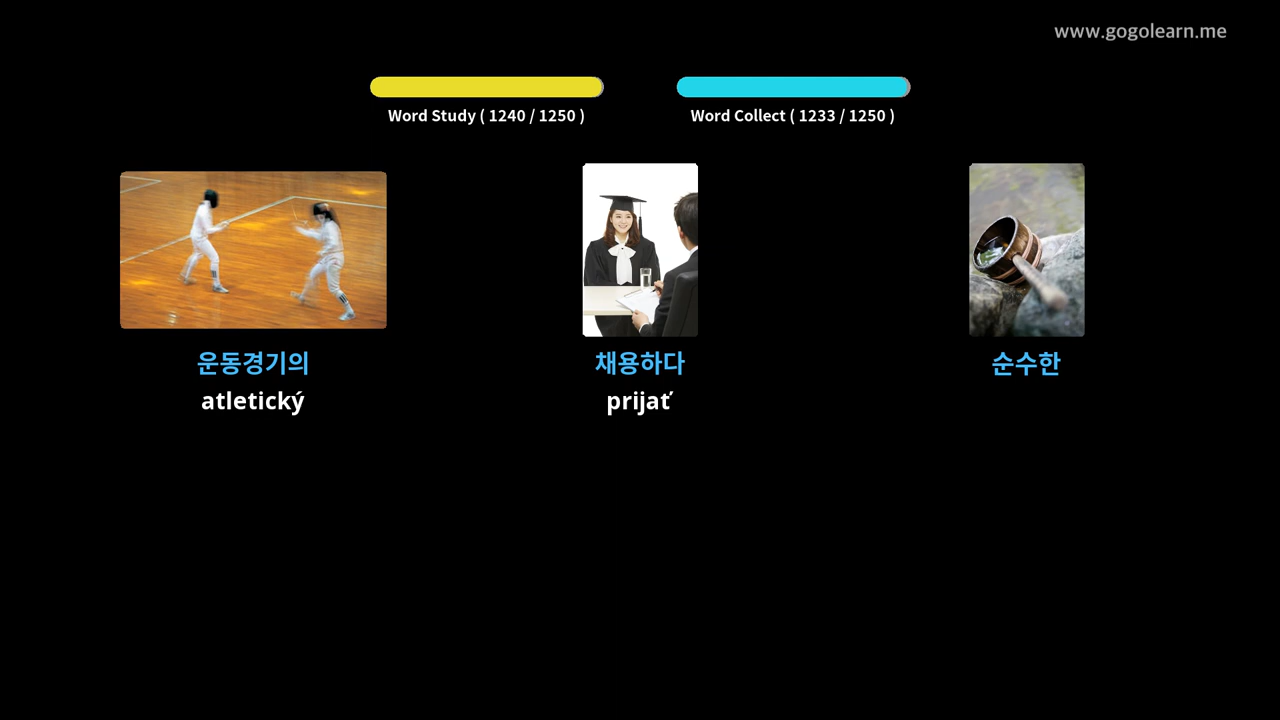 www.gogolearn.me
Word Study ( 1240 / 1250 )
Word Collect ( 1233 / 1250 )
운동경기의
atletický
채용하다
prijať
순수한